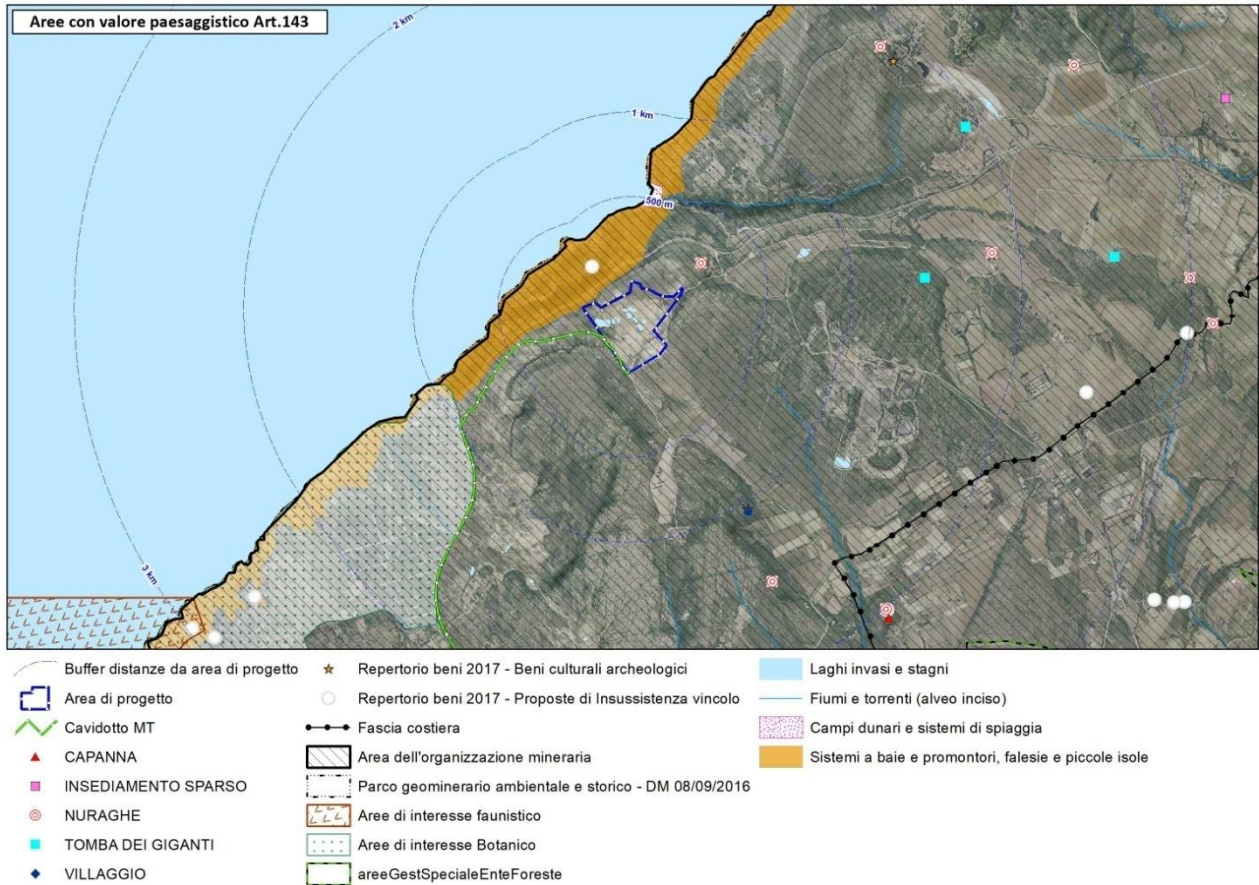 Aree con valore paesaggistico Art.143
2 km
1 km
500 m
3 km
Buffer distanze da area di progetto
Area di progetto
Cavidotto MT
CAPANNA
INSEDIAMENTO SPARSO
NURAGHE
TOMBA DEI GIGANTI
VILLAGGIO
Repertorio beni 2017 - Beni culturali archeologici
Repertorio beni 2017 - Proposte di Insussistenza vincolo
Fascia costiera
Area dell'organizzazione mineraria
Parco geominerario ambientale e storico - DM 08/09/2016
Aree di interesse faunistico
Aree di interesse Botanico
areeGestSpecialeEnteForeste
Laghi invasi e stagni
Fiumi e torrenti (alveo inciso)
Campi dunari e sistemi di spiaggia
Sistemi a baie e promontori, falesie e piccole isole